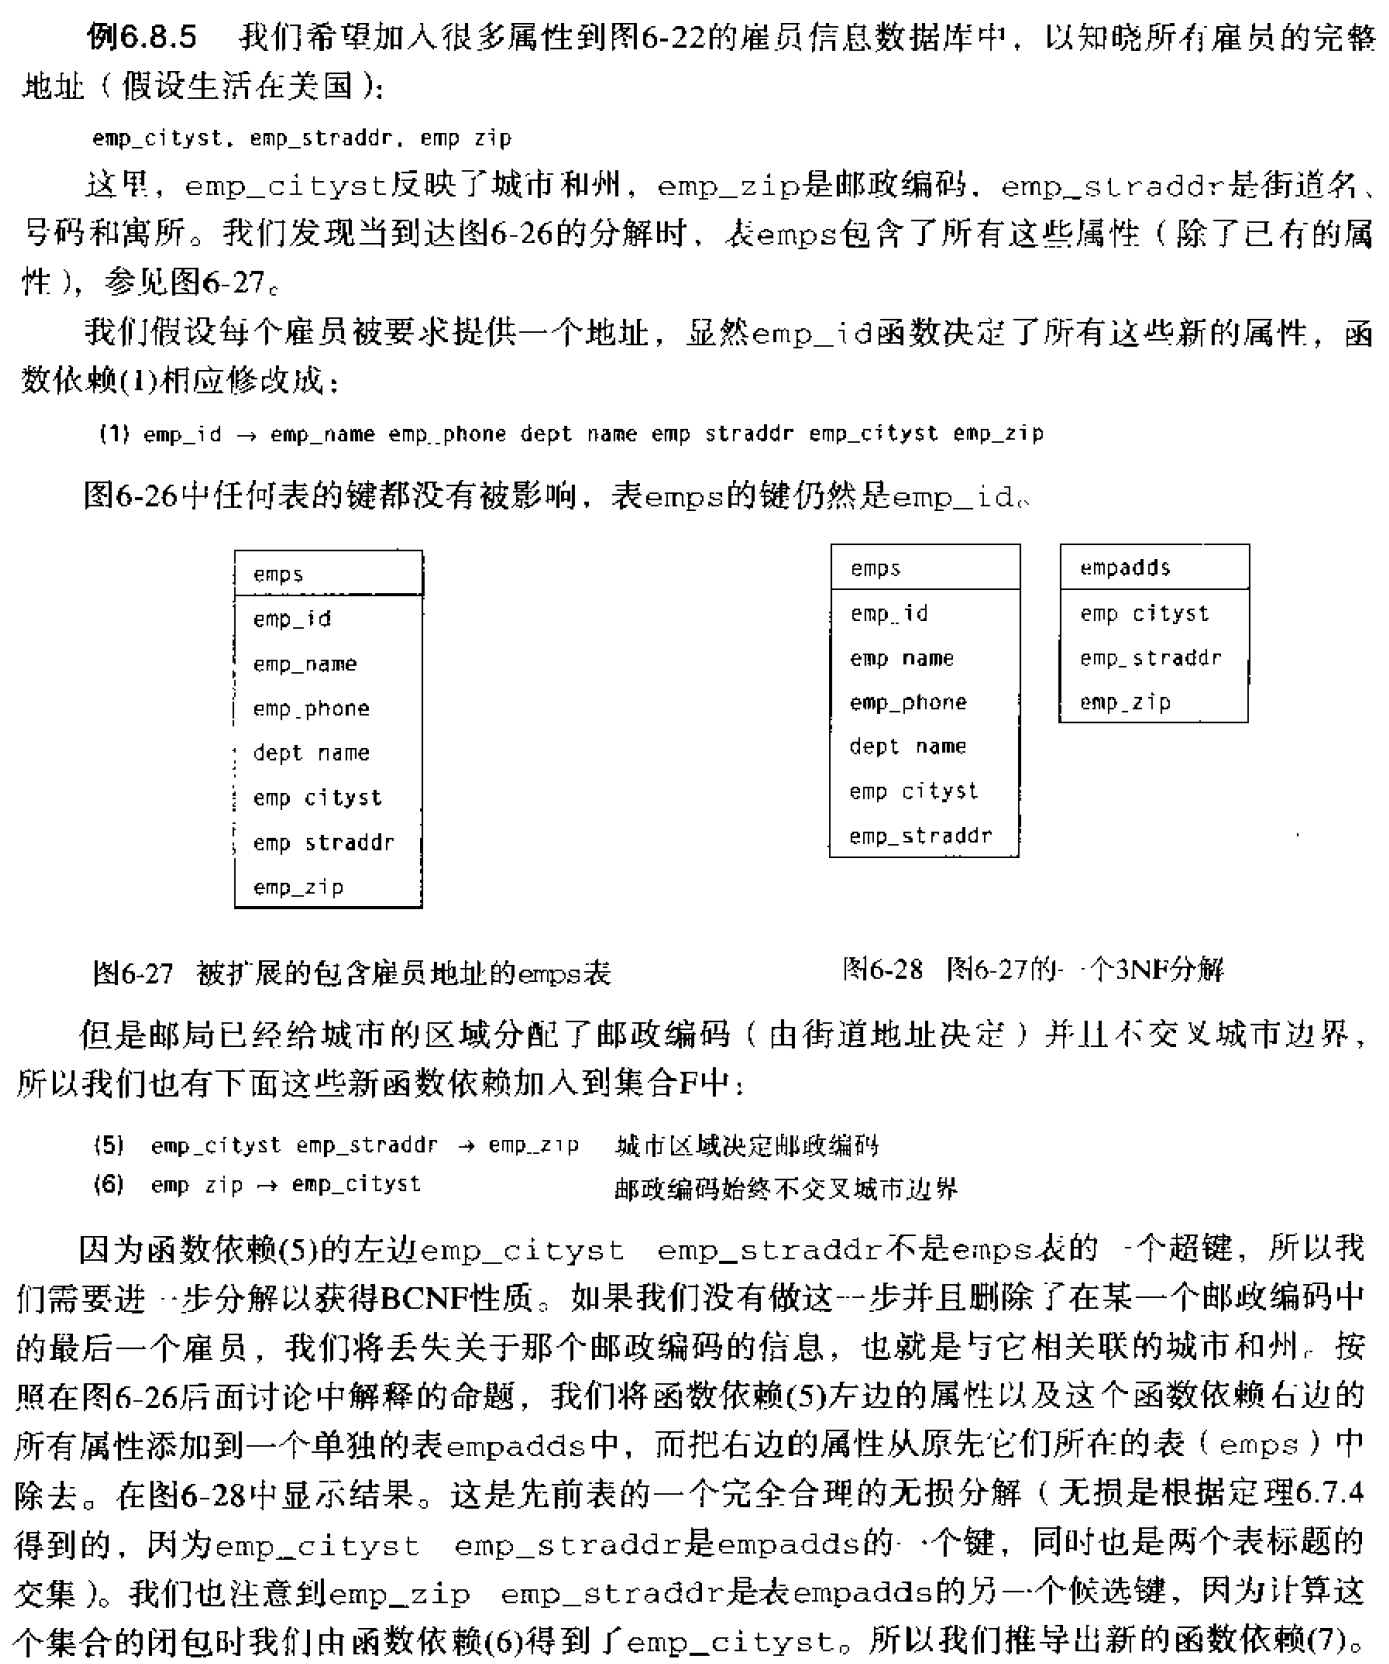 例6.8.5 我们希望加入很多属性到图6-22的雇员信息数据库中，以知晓所有雇员的完整
地址（假设生活在美国）：
emp_cityst, emp_straddr, emp zip
这里，emp_cityst反映了城市和州，emp_zip是邮政编码，emp_straddr是街道名、
号码和寓所。我们发现当到达图6-26的分解时，表emps包含了所有这些属性（除了已有的属
性），参见图6-27。
我们假设每个雇员被要求提供一个地址，显然emp_id函数决定了所有这些新的属性，函
数依赖(1)相应修改成：
(1) emp_id → emp_name emp_phone dept name emp straddr emp_cityst emp_zip
图6-26中任何表的键都没有被影响，表emps的键仍然是emp_id。
emps
emp_id
emp_name
emp_phone
dept name
emp cityst
emp straddr
emp_zip
图6-27 被扩展的包含雇员地址的emps表
emps
emp_id
emp name
emp_phone
dept name
emp cityst
emp_straddr
empadds
emp cityst
emp_straddr
emp_zip
图6-28 图6-27的一个3NF分解
但是邮局已经给城市的区域分配了邮政编码（由街道地址决定）并且不交叉城市边界，
所以我们也有下面这些新函数依赖加入到集合F中：
(5) emp_cityst emp_straddr → emp_zip 城市区域决定邮政编码
(6) emp zip → emp_cityst 邮政编码始终不交叉城市边界
因为函数依赖(5)的左边emp_cityst emp_straddr不是emps表的一个超键，所以我
们需要进一步分解以获得BCNF性质。如果我们没有做这一步并且删除了在某一个邮政编码中
的最后一个雇员，我们将丢失关于那个邮政编码的信息，也就是与它相关联的城市和州。按
照在图6-26后面讨论中解释的命题，我们将函数依赖(5)左边的属性以及这个函数依赖右边的
所有属性添加到一个单独的表empadds中，而把右边的属性从原先它们所在的表（emps）中
除去。在图6-28中显示结果。这是先前表的一个完全合理的无损分解（无损是根据定理6.7.4
得到的，因为emp_cityst emp_straddr是empadds的一个键，同时也是两个表标题的
交集）。我们也注意到emp_zip emp_straddr是表empadds的另一个候选键，因为计算这
个集合的闭包时我们由函数依赖(6)得到了emp_cityst。所以我们推导出新的函数依赖(7)。